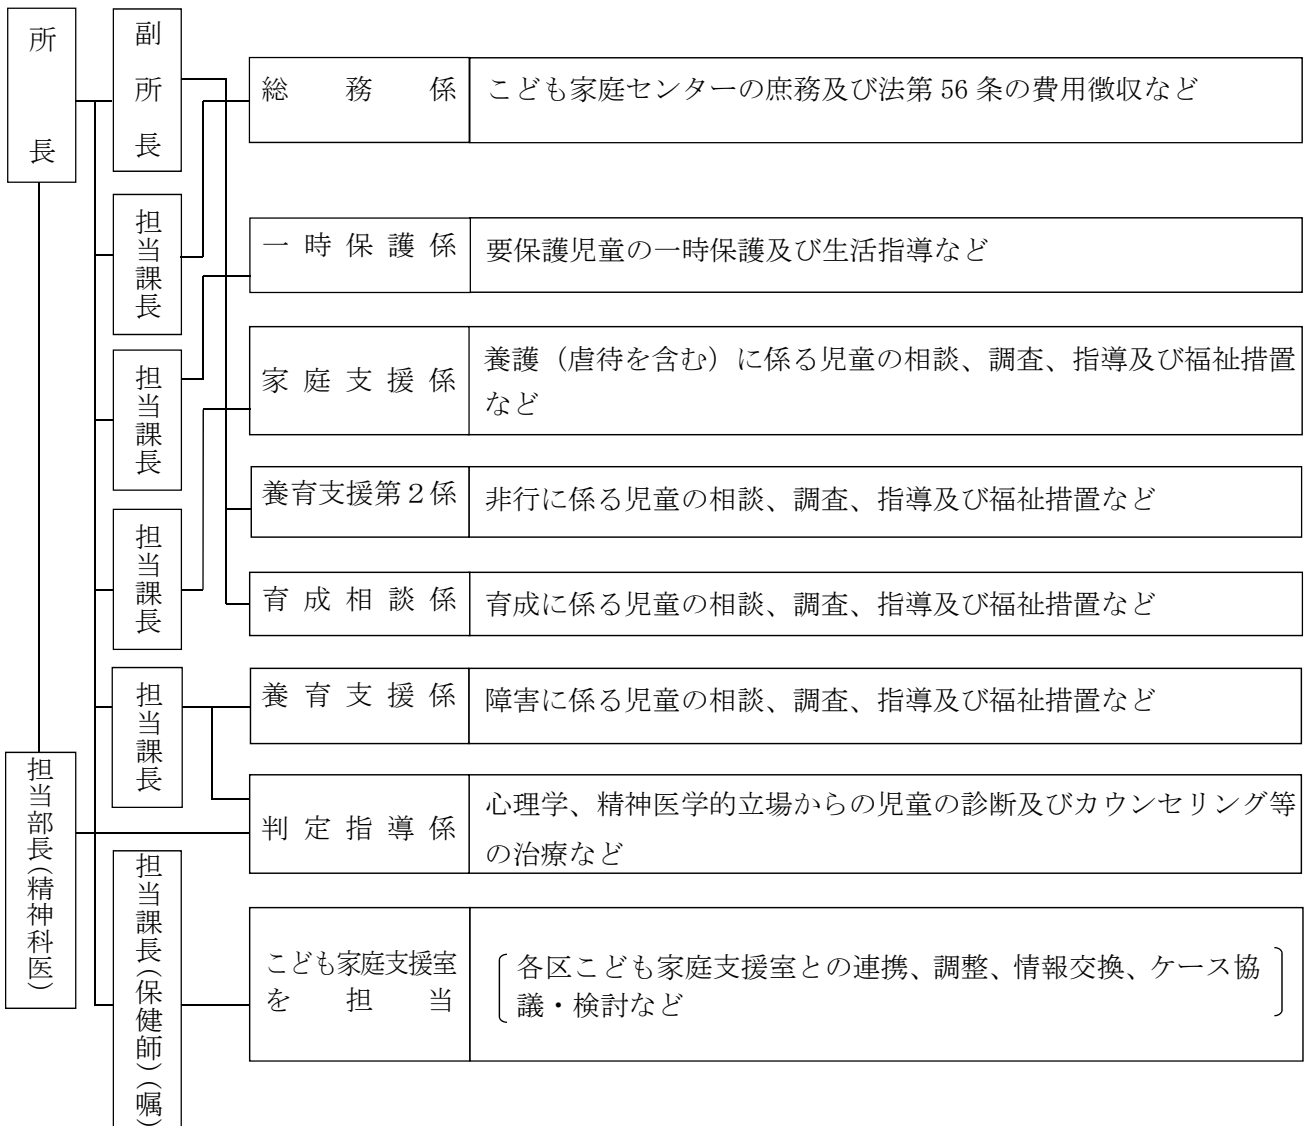 所長
副所長
総務係
こども家庭センターの庶務及び法第56条の費用徴収など
担当課長
一時保護係
要保護児童の一時保護及び生活指導など
担当課長
家庭支援係
養護（虐待を含む）に係る児童の相談、調査、指導及び福祉措置
など
養育支援第２係
非行に係る児童の相談、調査、指導及び福祉措置など
担当課長
育成相談係
育成に係る児童の相談、調査、指導及び福祉措置など
担当課長
養育支援係
障害に係る児童の相談、調査、指導及び福祉措置など
担当部長（精神科医）
判定指導係
心理学、精神医学的立場からの児童の診断及びカウンセリング等
の治療など
担当課長（保健師）（嘱）
こども家庭支援室
を担当
各区こども家庭支援室との連携、調整、情報交換、ケース協
議・検討など